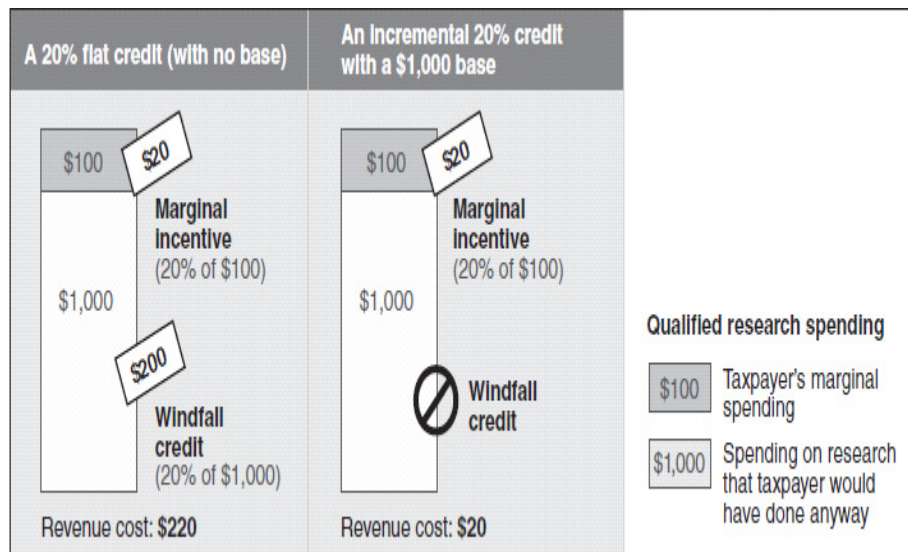 A 20% flat credit (with no base)
$100
$20
Marginal
incentive
(20% of $100)
$1,000
$200
Windfall
credit
(20% of $1,000)
Revenue cost: $220
An incremental 20% credit
with a $1,000 base
$100
$20
Marginal
incentive
(20% of $100)
$1,000
Windfall
credit
Revenue cost: $20
Qualified research spending
$100
Taxpayer's marginal
spending
$1,000
Spending on research
that taxpayer would
have done anyway